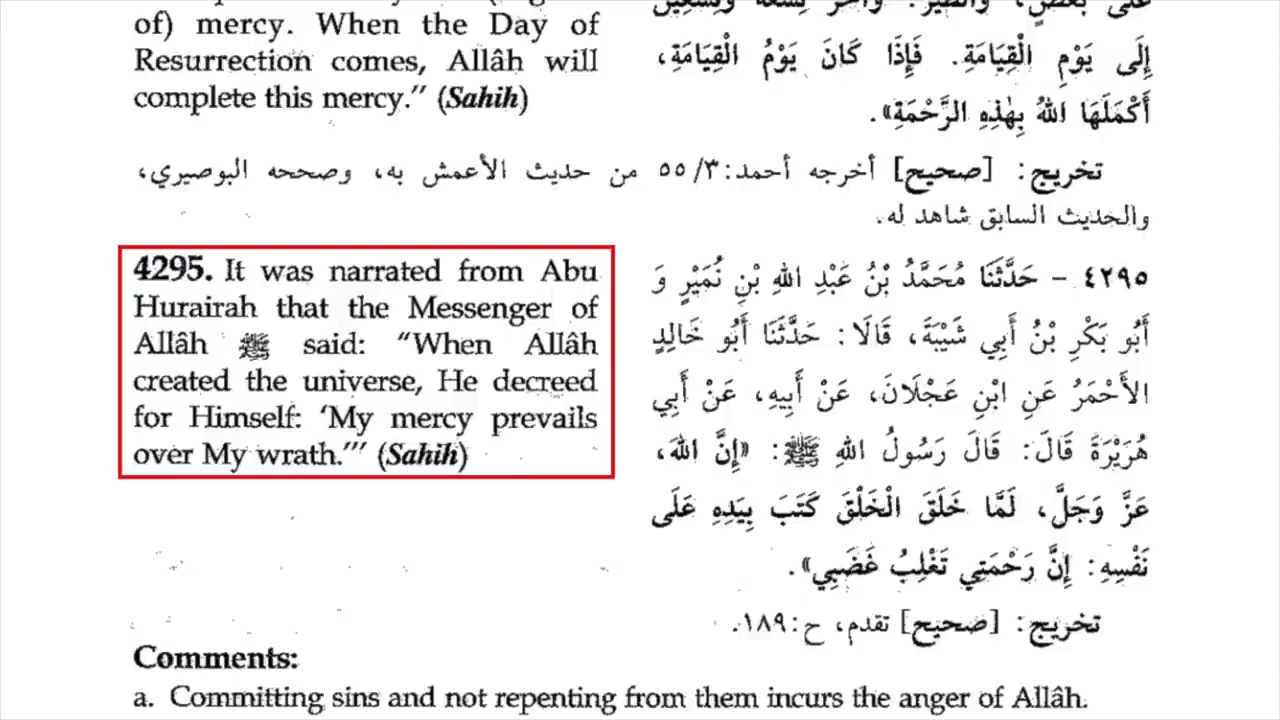 of) mercy. When the Day of
Resurrection comes, Allâh will
complete this mercy." (Sahih)
إِلَى يَوْمِ الْقِيَامَةِ. فَإِذَا كَانَ يَوْمُ الْقِيَامَةِ،
أَكْمَلَهَا اللهُ بِهٰذِهِ الرَّحْمَةِ».
تخريج: [صحيح] أخرجه أحمد: ٥٥/٣ من حديث الأعمش به، وصححه البوصيري،
والحديث السابق شاهد له.
4295. It was narrated from Abu
Hurairah that the Messenger of
Allâh ﷺ said: "When Allâh
created the universe, He decreed
for Himself: 'My mercy prevails
over My wrath.'" (Sahih)
٤٢٩٥ - حَدَّثَنَا مُحَمَّدُ بْنُ عَبْدِ اللهِ بْنِ نُمَيْرٍ وَ
أَبُو بَكْرِ بْنُ أَبِي شَيْبَةَ، قَالَا: حَدَّثَنَا أَبُو خَالِدٍ
الأَحْمَرُ عَنِ ابْنِ عَجْلَانَ، عَنْ أَبِيهِ، عَنْ أَبِي
هُرَيْرَةَ قَالَ: قَالَ رَسُولُ اللهِ ﷺ: «إِنَّ اللهَ،
عَزَّ وَجَلَّ، لَمَّا خَلَقَ الْخَلْقَ كَتَبَ بِيَدِهِ عَلَى
نَفْسِهِ: إِنَّ رَحْمَتِي تَغْلِبُ غَضَبِي».
تخريج: [صحيح] تقدم، ح: ١٨٩.
Comments:
a. Committing sins and not repenting from them incurs the anger of Allâh.